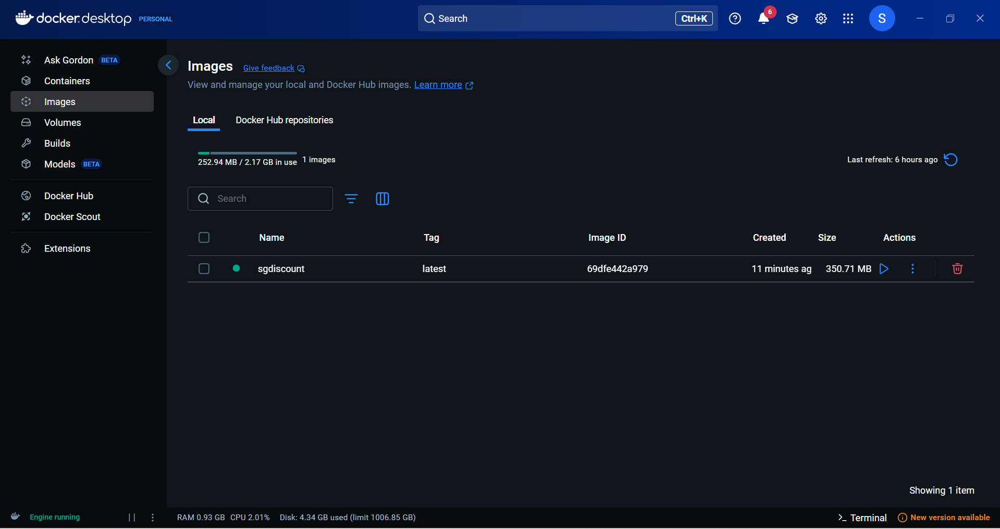 docker.desktop PERSONAL
Search Ctrl+K 6 S
Ask Gordon BETA
Containers
Images
Volumes
Builds
Models BETA
Docker Hub
Docker Scout
Extensions
Images Give feedback
View and manage your local and Docker Hub images. Learn more
Local Docker Hub repositories
252.94 MB / 2.17 GB in use 1 images
Last refresh: 6 hours ago
Search
Name Tag Image ID Created Size Actions
sgdiscount latest 69dfe442a979 11 minutes ag 350.71 MB
Showing 1 item
Engine running
RAM 0.93 GB CPU 2.01% Disk: 4.34 GB used (limit 1006.85 GB)
>_ Terminal New version available